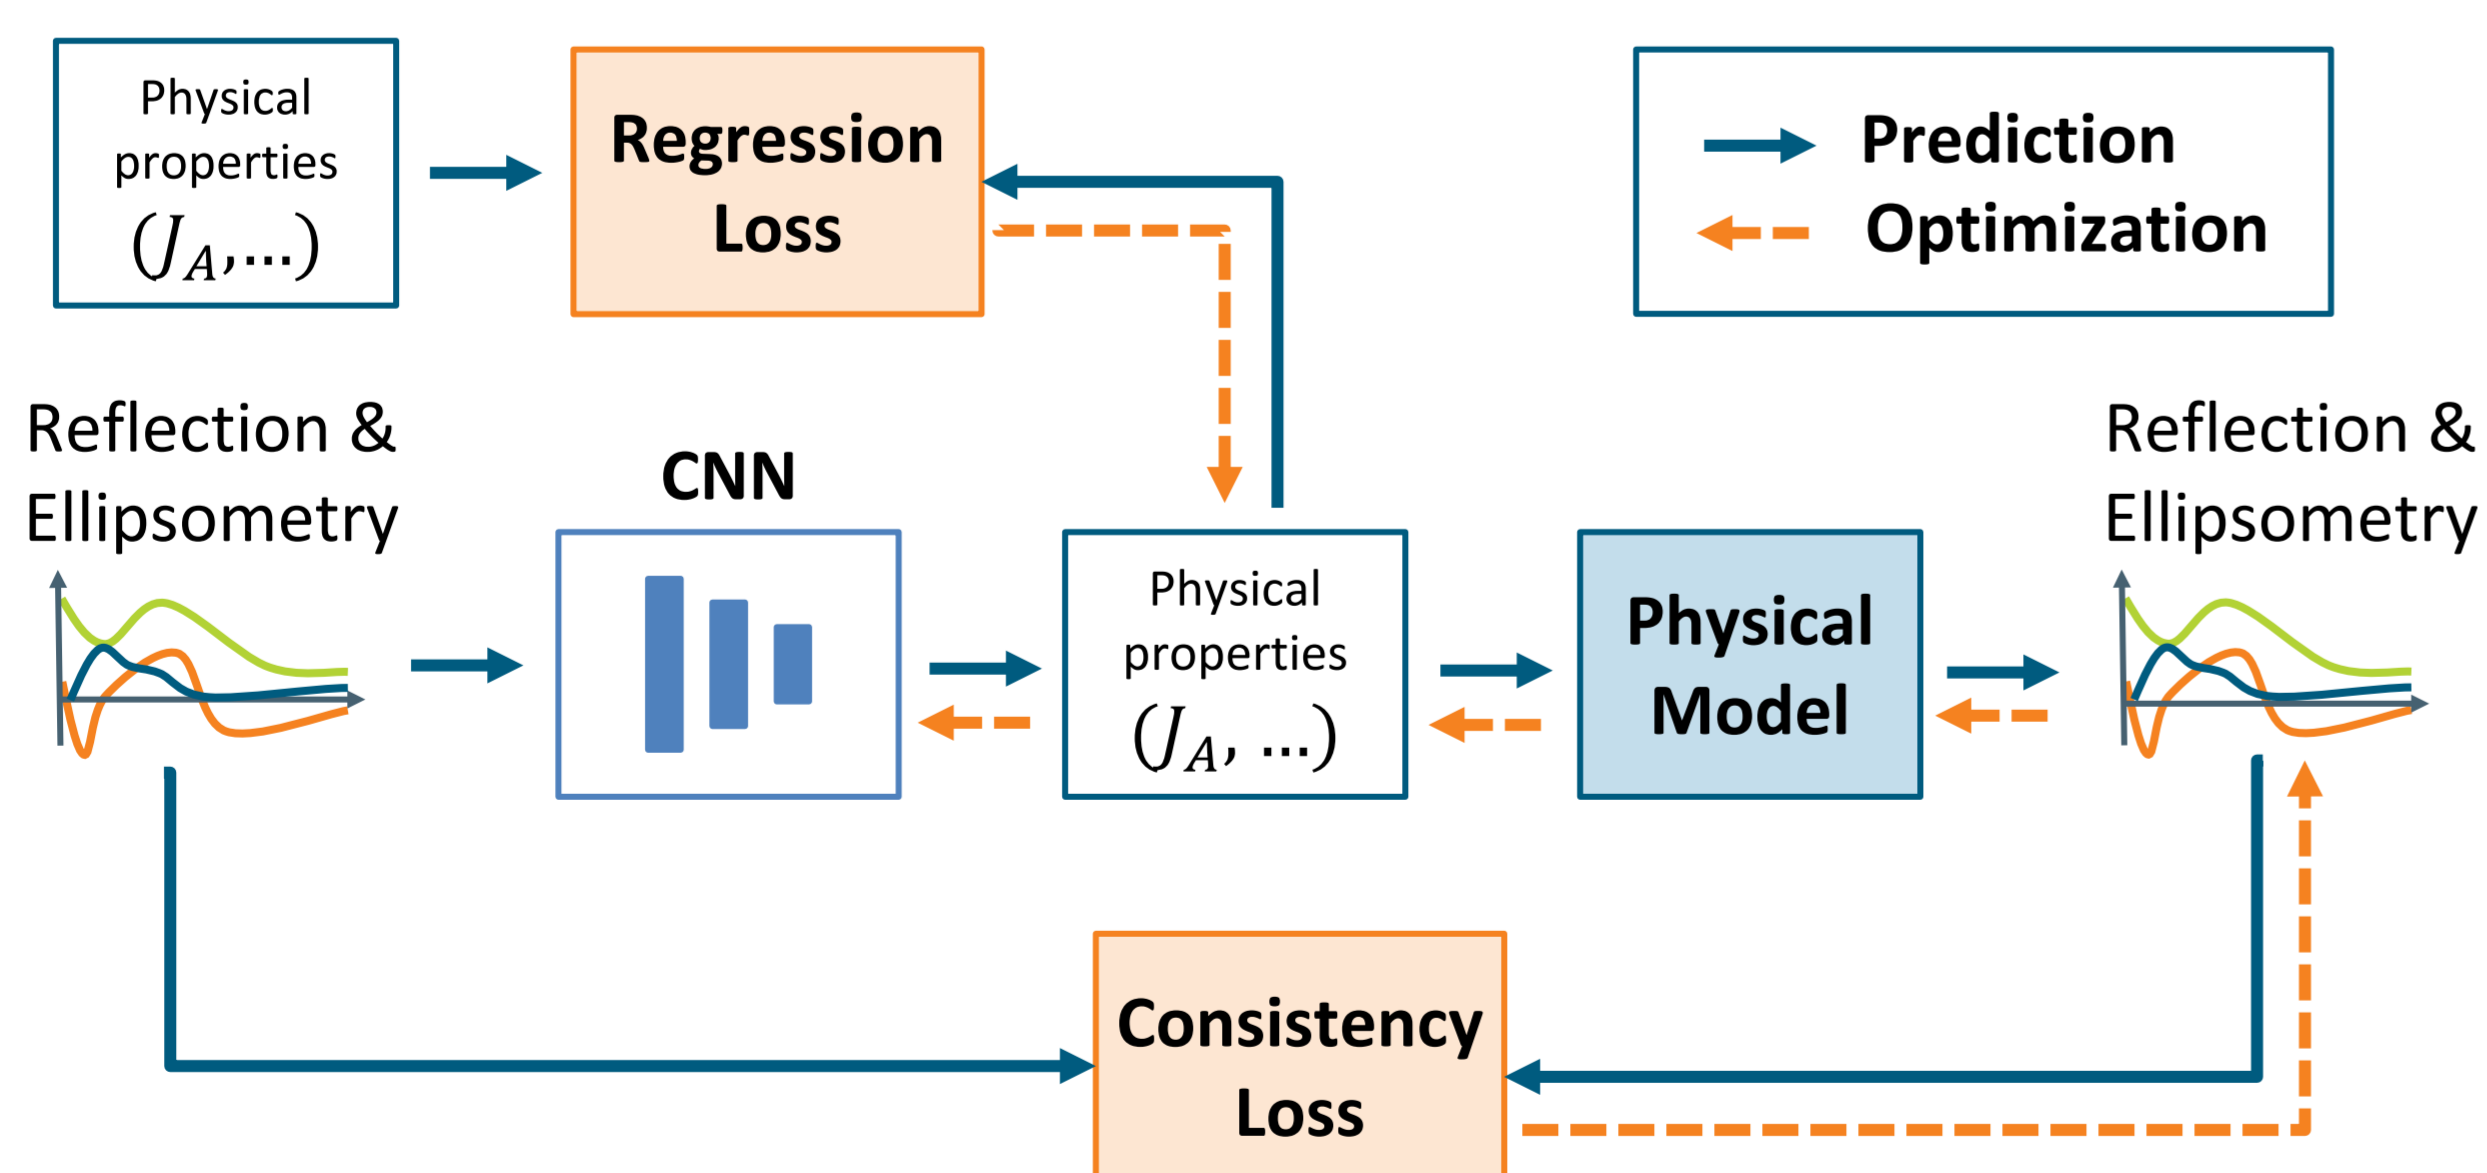 Physical
properties
(J_A,...)
Regression
Loss
Prediction
Optimization
Reflection &
Ellipsometry
CNN
Physical
properties
(J_A, ...)
Physical
Model
Reflection &
Ellipsometry
Consistency
Loss